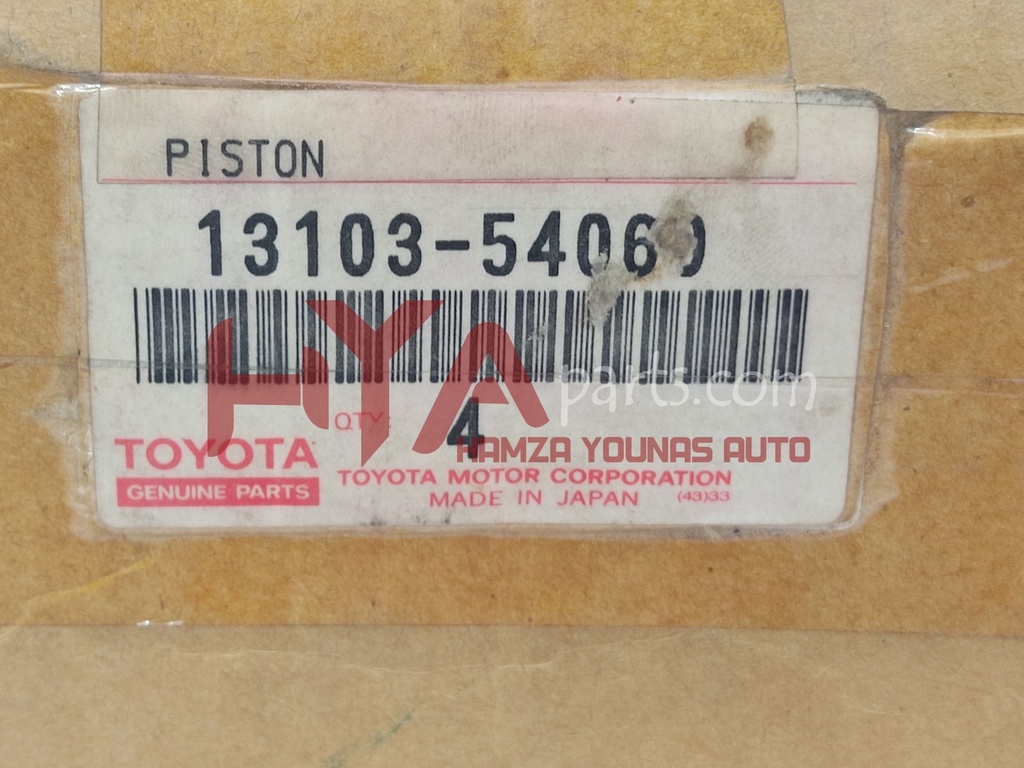 PISTON
13103-54060
HYA parts.com
QTY: 4
HAMZA YOUNAS AUTO
TOYOTA
GENUINE PARTS
TOYOTA MOTOR CORPORATION
MADE IN JAPAN (43)33